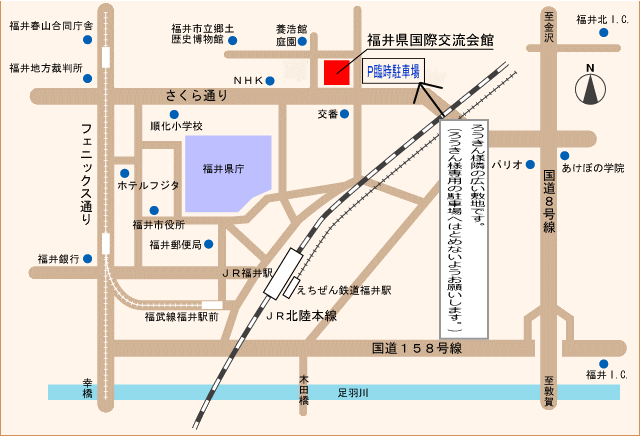 福井春山合同庁舎
福井市立郷土
歴史博物館
養浩館
庭園
福井県国際交流会館
至金沢
福井北I.C.
福井地方裁判所
P臨時駐車場
N
NHK
さくら通り
交番
順化小学校
フェニックス通り
福井県庁
ホテルフジタ
福井市役所
福井郵便局
福井銀行
JR福井駅
えちぜん鉄道福井駅
福武線福井駅前
JR北陸本線
ろうきん様隣の広い敷地です。
（ろうきん様専用の駐車場へはとめないようお願いします。）
パリオ
あけぼの学院
国道8号線
国道158号線
福井I.C.
幸橋
木田橋
足羽川
至敦賀